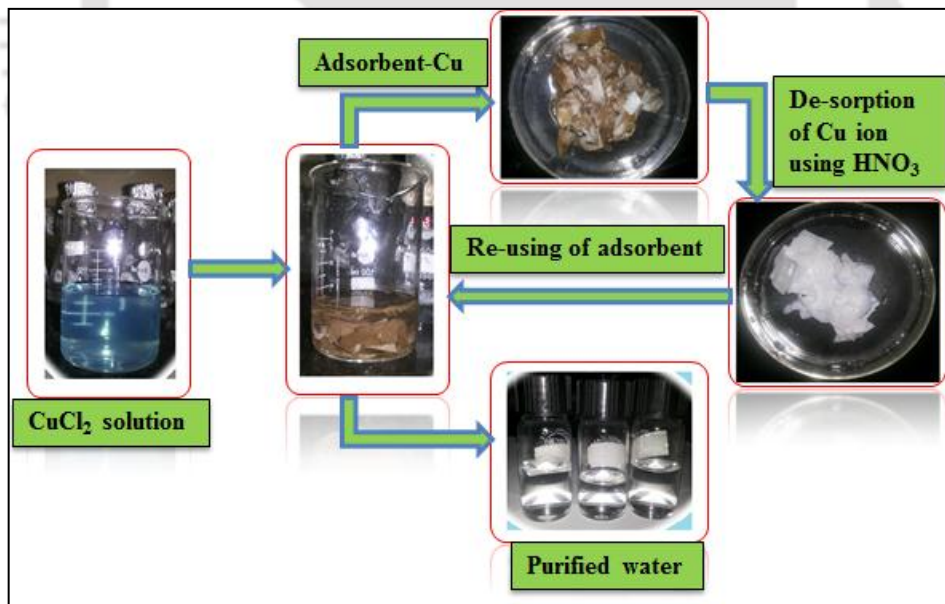 Adsorbent-Cu
De-sorption
of Cu ion
using HNO₃
Re-using of adsorbent
CuCl₂ solution
Purified water